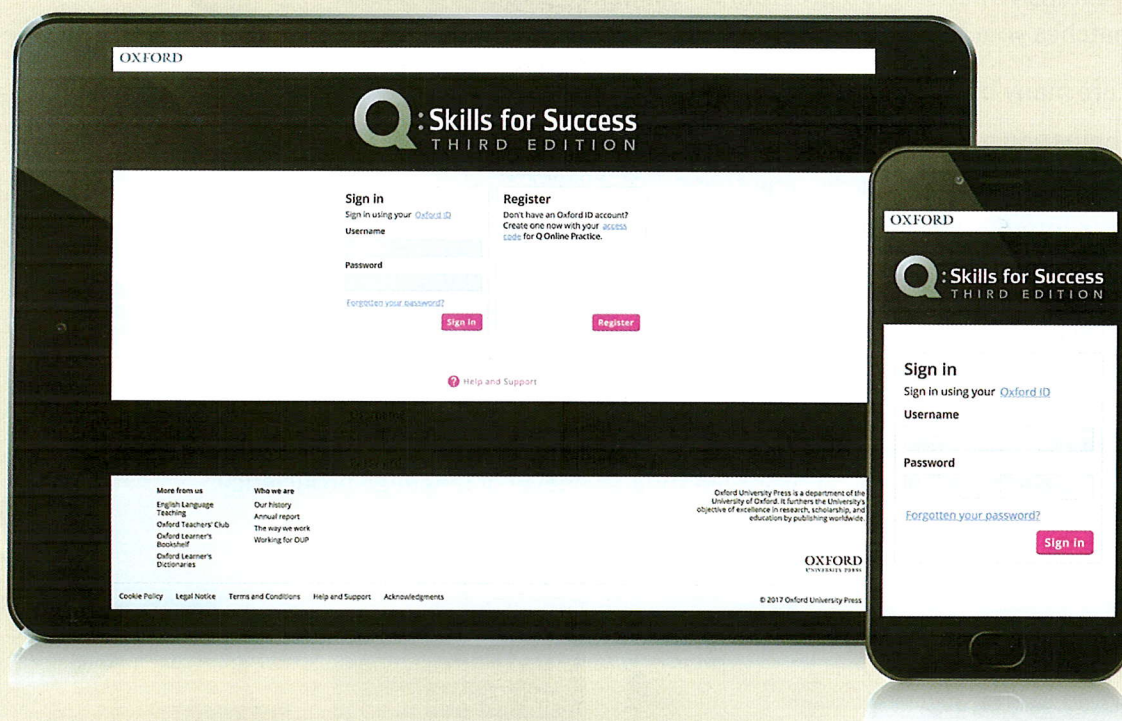 OXFORD
Q: Skills for Success
THIRD EDITION
Sign in
Sign in using your Oxford ID
Username
Password
Forgotten your password?
Sign in
Register
Don't have an Oxford ID account?
Create one now with your access
code for Q Online Practice.
Register
Help and Support
More from us
English Language
Teaching
Oxford Teachers' Club
Oxford Learner's
Bookshelf
Oxford Learner's
Dictionaries
Who we are
Our history
Annual report
The way we work
Working for OUP
Oxford University Press is a department of the
University of Oxford. It furthers the University's
objective of excellence in research, scholarship, and
education by publishing worldwide.
OXFORD
UNIVERSITY PRESS
Cookie Policy Legal Notice Terms and Conditions Help and Support Acknowledgments
© 2017 Oxford University Press
OXFORD
Q: Skills for Success
THIRD EDITION
Sign in
Sign in using your Oxford ID
Username
Password
Forgotten your password?
Sign in